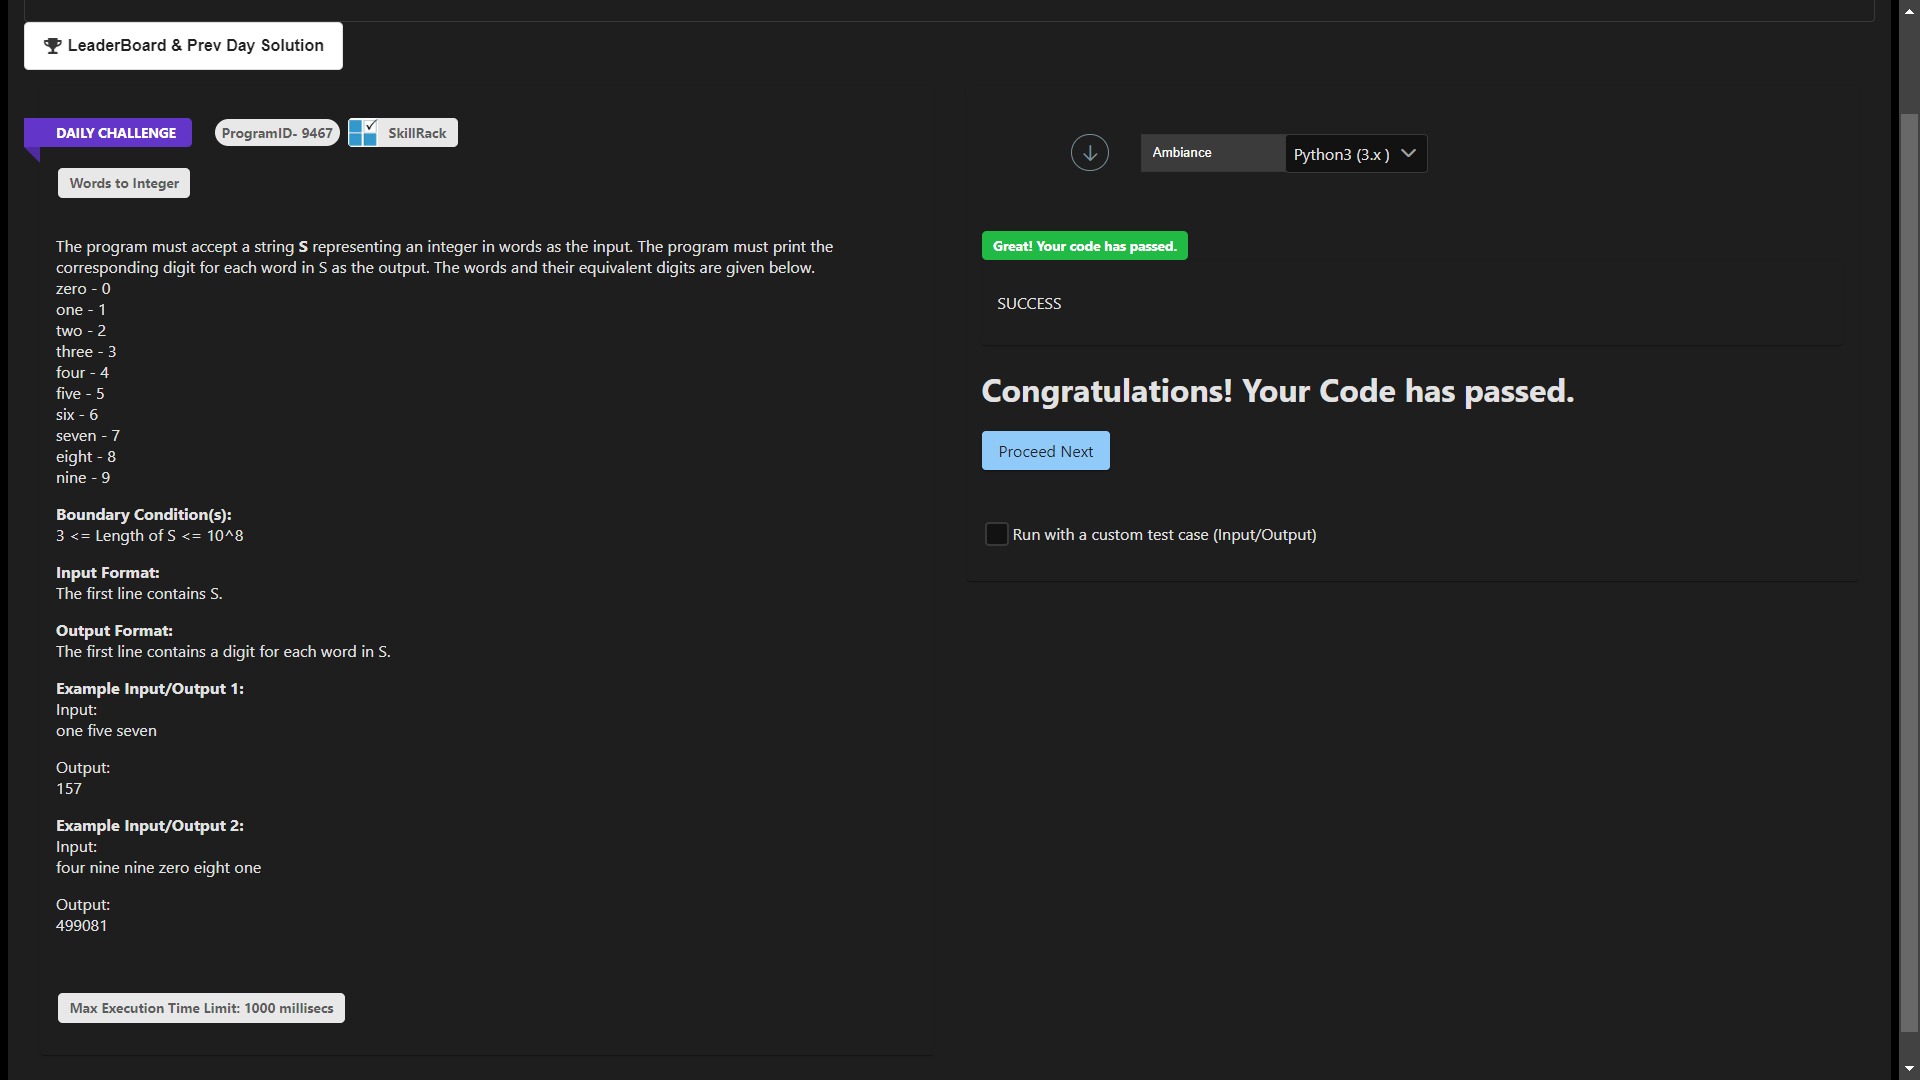 LeaderBoard & Prev Day Solution
DAILY CHALLENGE
ProgramID- 9467
SkillRack
Words to Integer
The program must accept a string S representing an integer in words as the input. The program must print the
corresponding digit for each word in S as the output. The words and their equivalent digits are given below.
zero - 0
one - 1
two - 2
three - 3
four - 4
five - 5
six - 6
seven - 7
eight - 8
nine - 9
Boundary Condition(s):
3 <= Length of S <= 10^8
Input Format:
The first line contains S.
Output Format:
The first line contains a digit for each word in S.
Example Input/Output 1:
Input:
one five seven
Output:
157
Example Input/Output 2:
Input:
four nine nine zero eight one
Output:
499081
Max Execution Time Limit: 1000 millisecs
Ambiance
Python3 (3.x )
Great! Your code has passed.
SUCCESS
Congratulations! Your Code has passed.
Proceed Next
Run with a custom test case (Input/Output)